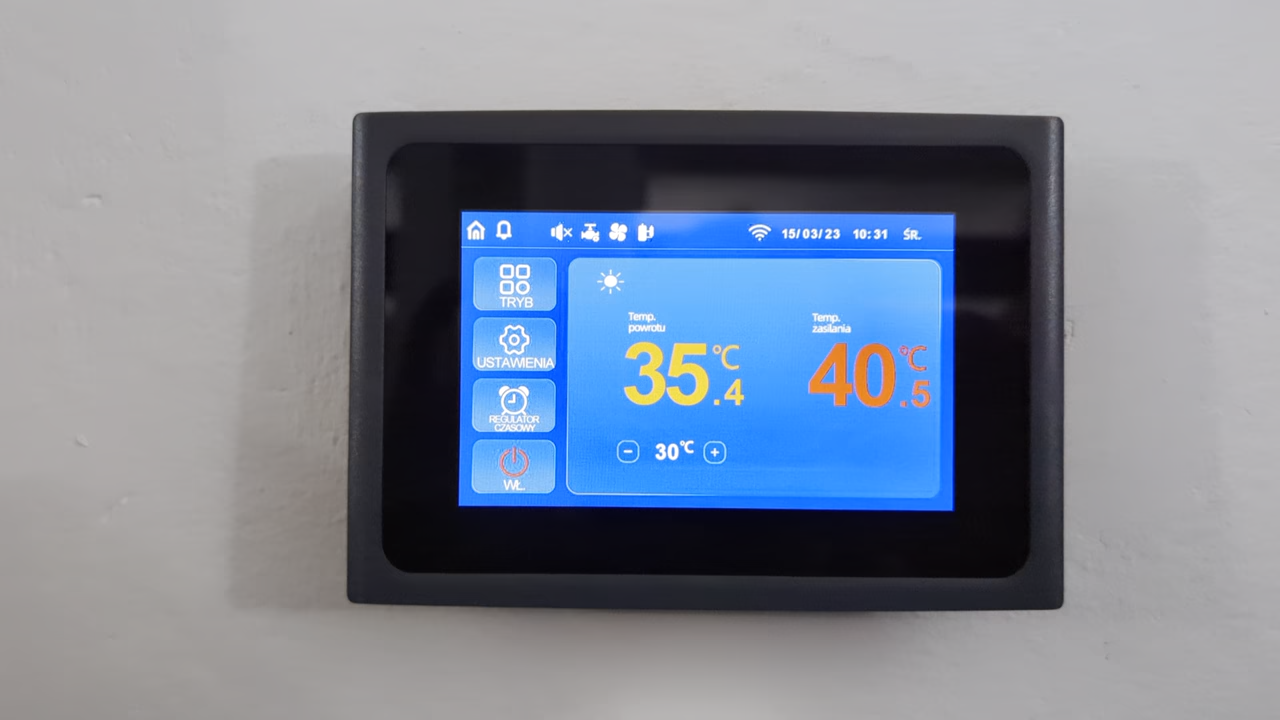 15/03/23 10:31 ŚR.
TRYB
USTAWIENIA
REGULATOR
CZASOWY
WŁ.
Temp.
powrotu
35.4°C
Temp.
zasilania
40.5°C
− 30°C +